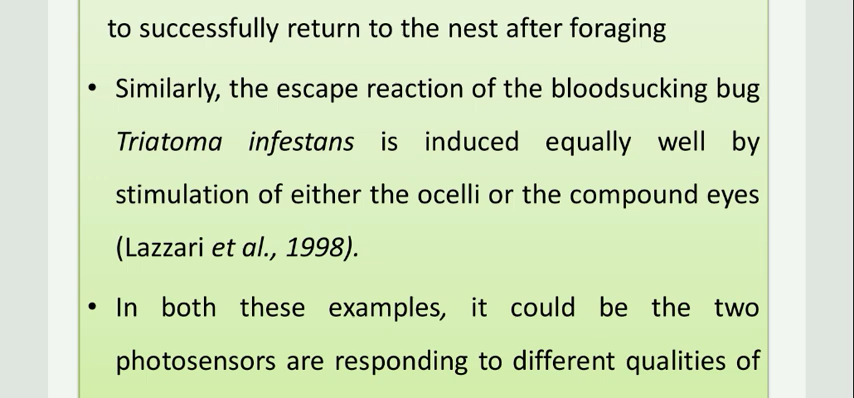 to successfully return to the nest after foraging
• Similarly, the escape reaction of the bloodsucking bug
Triatoma infestans is induced equally well by
stimulation of either the ocelli or the compound eyes
(Lazzari et al., 1998).
• In both these examples, it could be the two
photosensors are responding to different qualities of